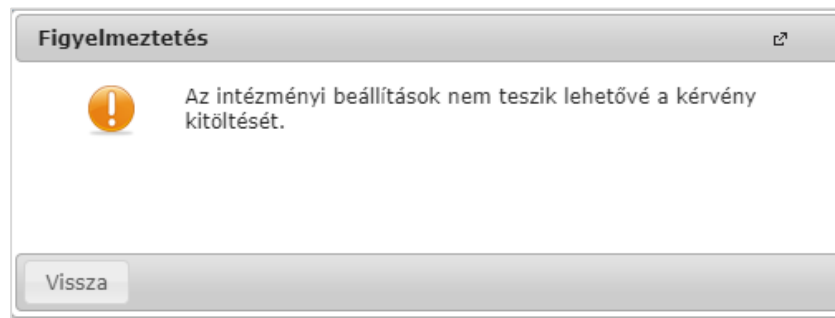 Figyelmeztetés
Az intézményi beállítások nem teszik lehetővé a kérvény
kitöltését.
Vissza